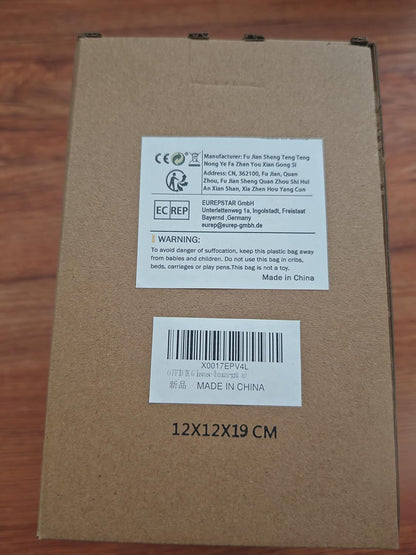 Manufacturer: Fu Jian Sheng Teng Teng
Nong Ye Fa Zhan You Xian Gong Si
Address: CN, 362100, Fu Jian, Quan
Zhou, Fu Jian Sheng Quan Zhou Shi Hui
An Xian Shan, Xia Zhen Hou Yang Cun
EC REP
EUREPSTAR GmbH
Unterlettenweg 1a, Ingolstadt, Freistaat
Bayernd ,Germany
eurep@eurep-gmbh.de
WARNING:
To avoid danger of suffocation, keep this plastic bag away
from babies and children. Do not use this bag in cribs,
beds, carrieges or play pens.This bag is not a toy.
Made in China
X0017EPV4L
新品 MADE IN CHINA
12X12X19 CM